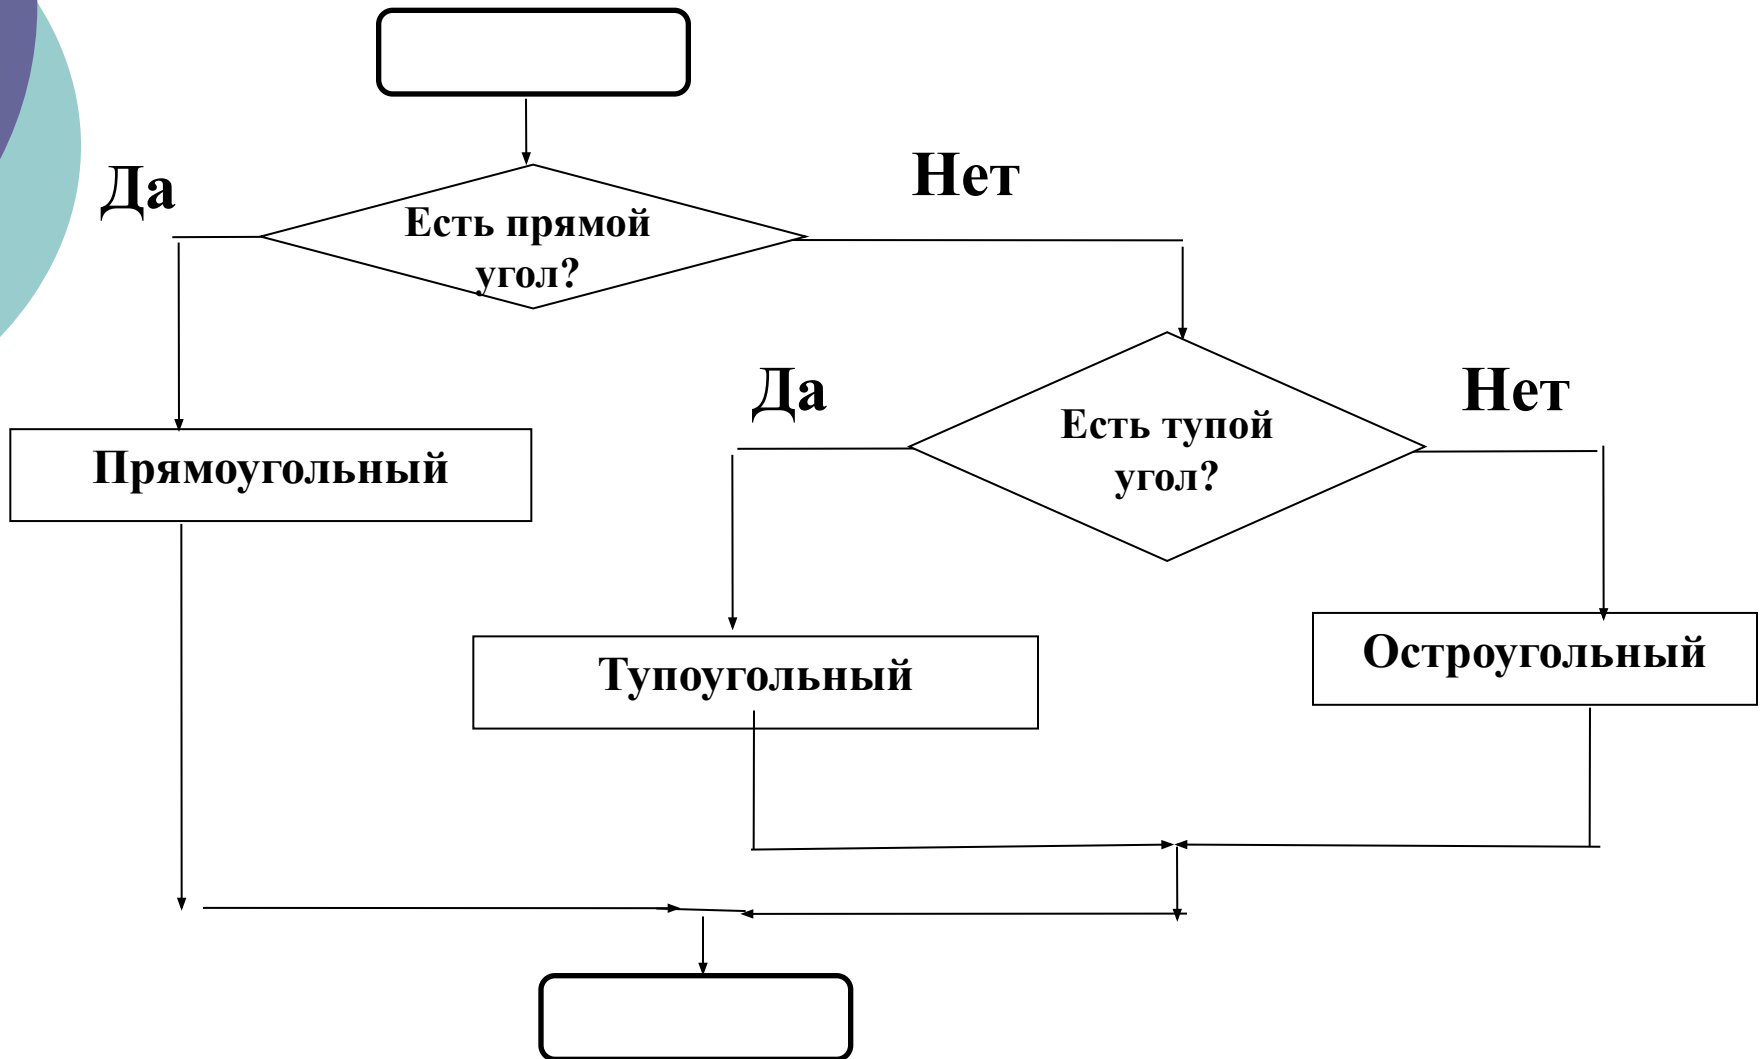 Да
Нет
Есть прямой
угол?
Да
Нет
Есть тупой
угол?
Прямоугольный
Тупоугольный
Остроугольный